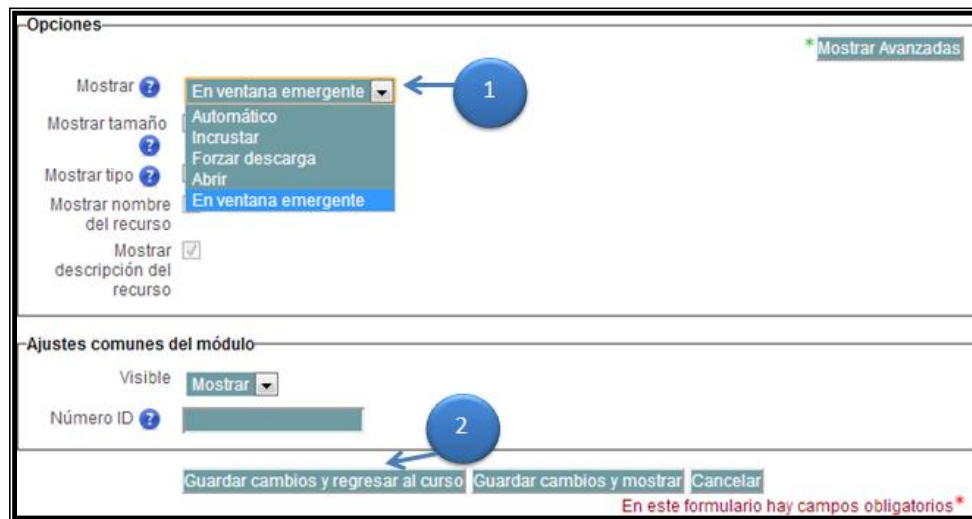 Opciones
*Mostrar Avanzadas
Mostrar ?
En ventana emergente
1
Automático
Incrustar
Forzar descarga
Abrir
En ventana emergente
Mostrar tamaño
?
Mostrar tipo ?
Mostrar nombre
del recurso
Mostrar
descripción del
recurso
Ajustes comunes del módulo
Visible
Mostrar
Número ID ?
2
Guardar cambios y regresar al curso Guardar cambios y mostrar Cancelar
En este formulario hay campos obligatorios*